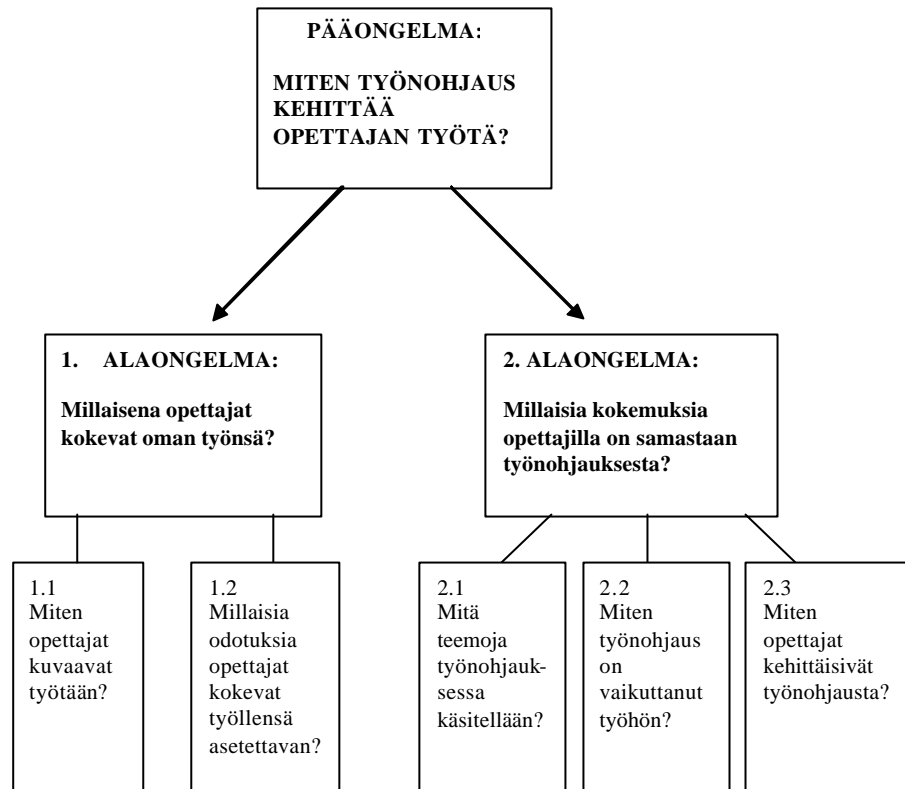 PÄÄONGELMA:
MITEN TYÖNOHJAUS
KEHITTÄÄ
OPETTAJAN TYÖTÄ?
1. ALAONGELMA:
Millaisena opettajat
kokevat oman työnsä?
2. ALAONGELMA:
Millaisia kokemuksia
opettajilla on samastaan
työnohjauksesta?
1.1
Miten
opettajat
kuvaavat
työtään?
1.2
Millaisia
odotuksia
opettajat
kokevat
työllensä
asetettavan?
2.1
Mitä
teemoja
työnohjauk-
sessa
käsitellään?
2.2
Miten
työnohjaus
on
vaikuttanut
työhön?
2.3
Miten
opettajat
kehittäisivät
työnohjausta?